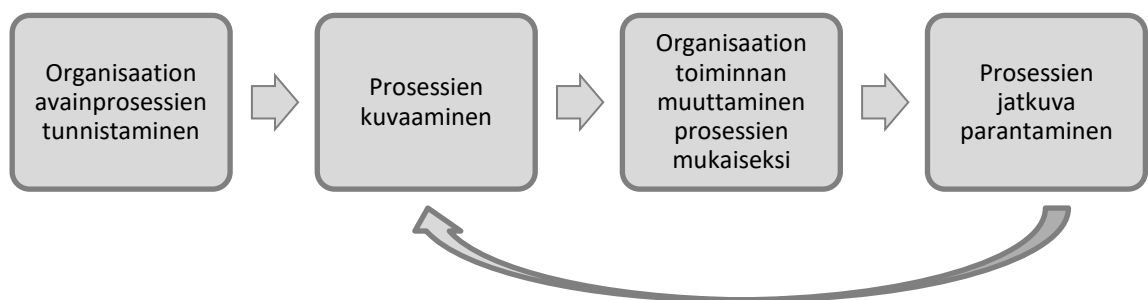 Organisaation
avainprosessien
tunnistaminen
Prosessien
kuvaaminen
Organisaation
toiminnan
muuttaminen
prosessien
mukaiseksi
Prosessien
jatkuva
parantaminen